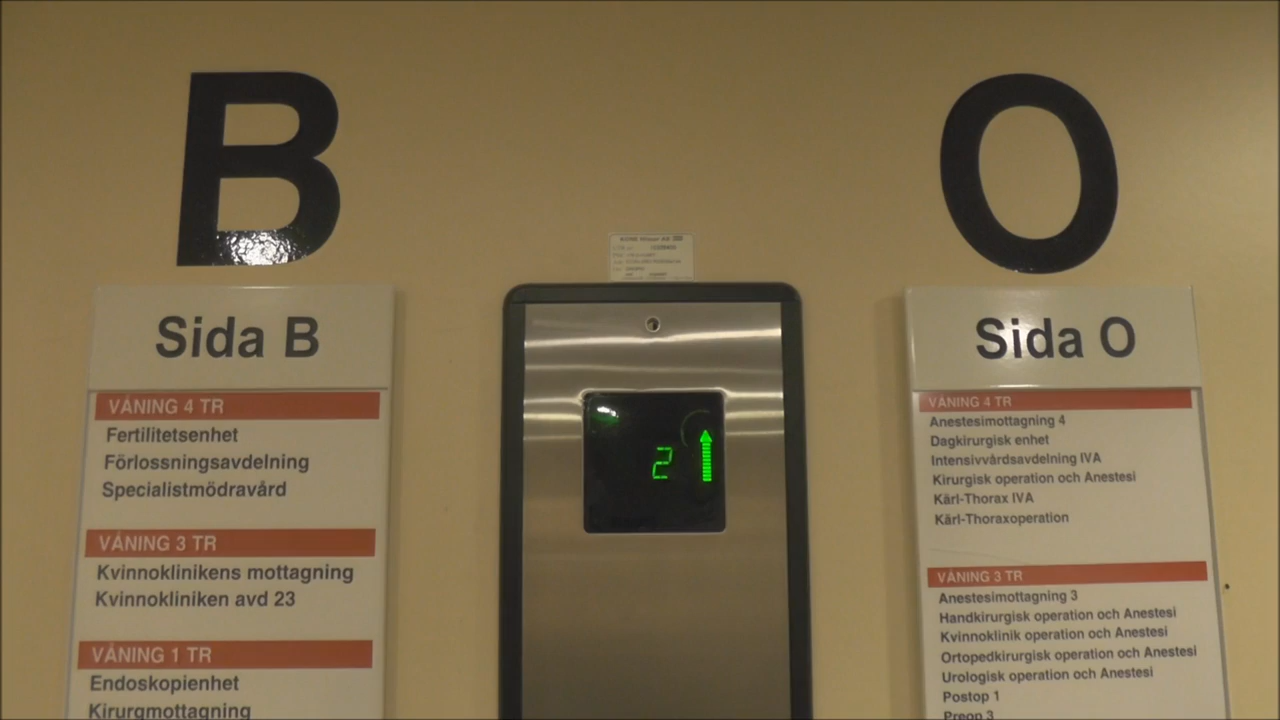 B
Sida B
VÅNING 4 TR
Fertilitetsenhet
Förlossningsavdelning
Specialistmödravård
VÅNING 3 TR
Kvinnoklinikens mottagning
Kvinnokliniken avd 23
VÅNING 1 TR
Endoskopienhet
Kirurgmottagning
2
O
Sida O
VÅNING 4 TR
Anestesimottagning 4
Dagkirurgisk enhet
Intensivvårdsavdelning IVA
Kirurgisk operation och Anestesi
Kärl-Thorax IVA
Kärl-Thoraxoperation
VÅNING 3 TR
Anestesimottagning 3
Handkirurgisk operation och Anestesi
Kvinnoklinik operation och Anestesi
Ortopedkirurgisk operation och Anestesi
Urologisk operation och Anestesi
Postop 1
Preop 3